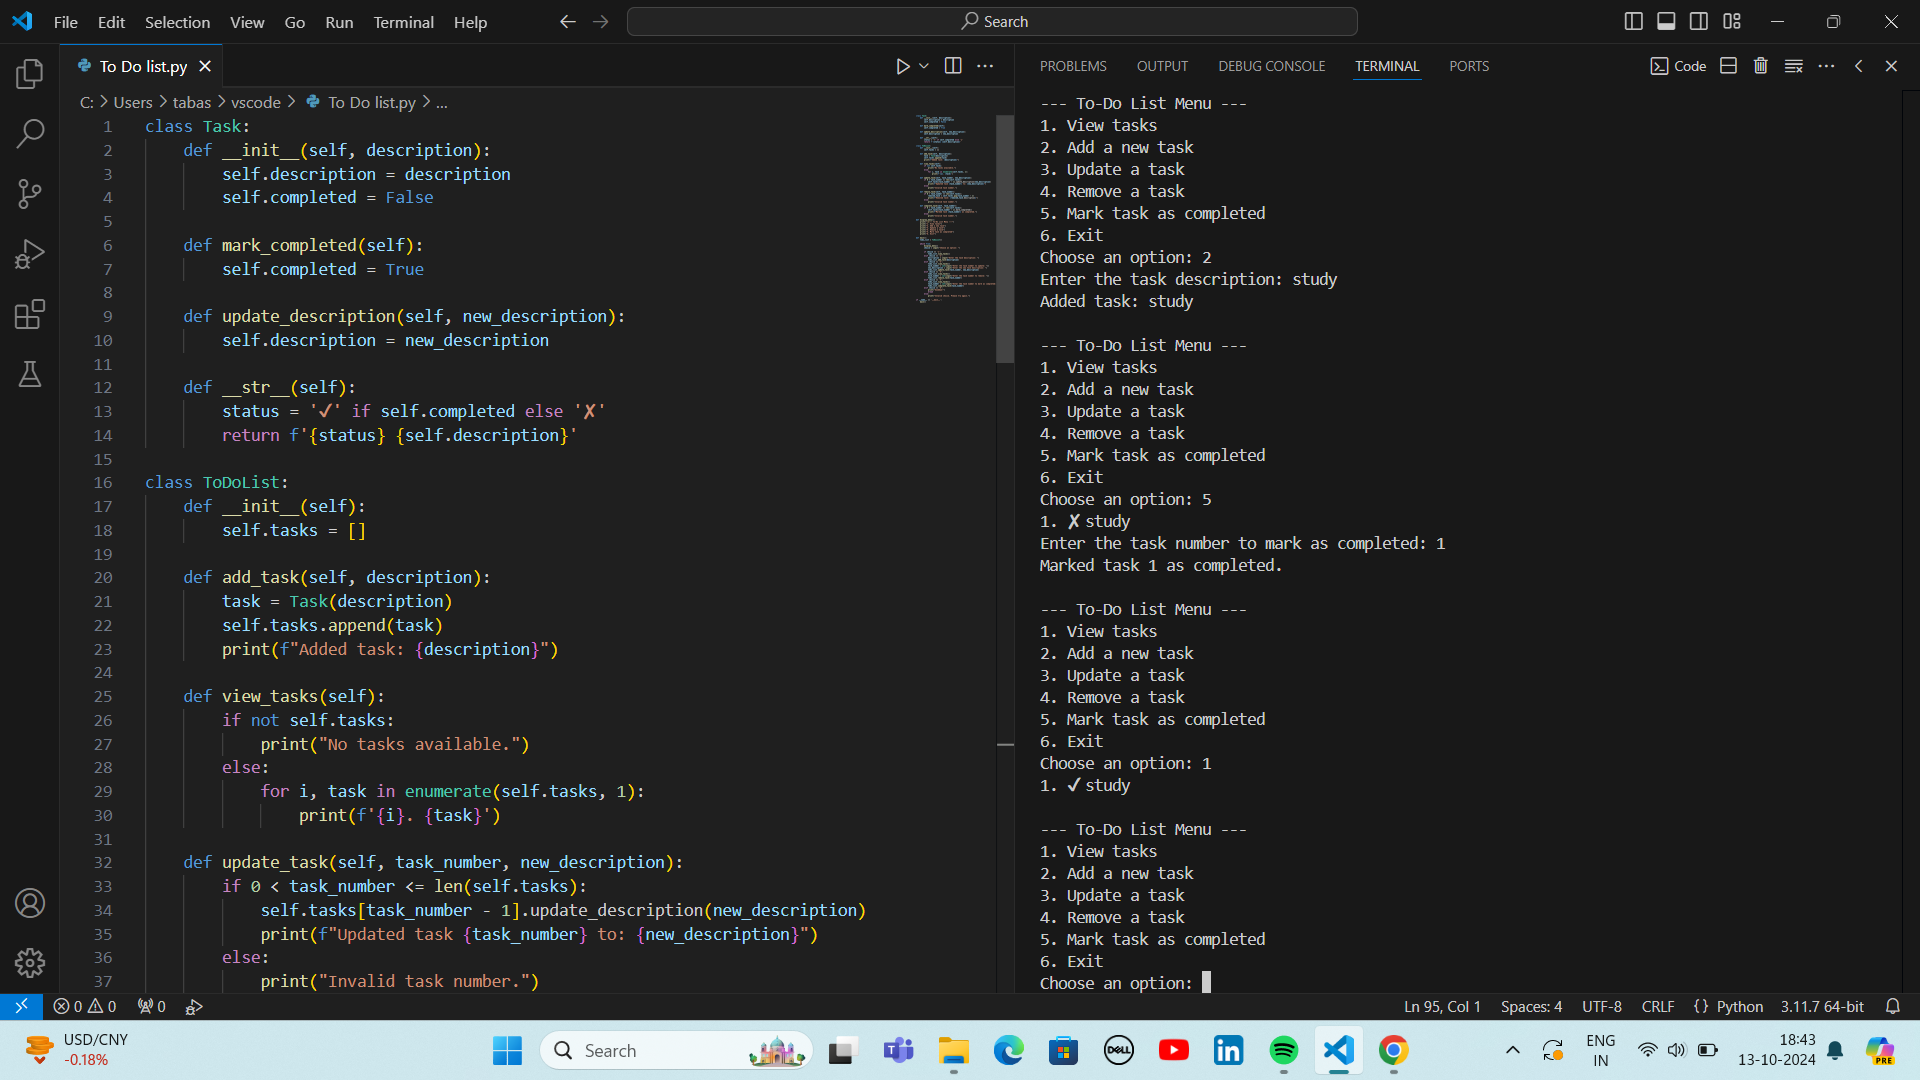 File Edit Selection View Go Run Terminal Help
Search
To Do list.py
C: > Users > tabas > vscode > To Do list.py > ...
1 class Task:
2     def __init__(self, description):
3         self.description = description
4         self.completed = False
5
6     def mark_completed(self):
7         self.completed = True
8
9     def update_description(self, new_description):
10         self.description = new_description
11
12     def __str__(self):
13         status = '✓' if self.completed else '✗'
14         return f'{status} {self.description}'
15
16 class ToDoList:
17     def __init__(self):
18         self.tasks = []
19
20     def add_task(self, description):
21         task = Task(description)
22         self.tasks.append(task)
23         print(f"Added task: {description}")
24
25     def view_tasks(self):
26         if not self.tasks:
27             print("No tasks available.")
28         else:
29             for i, task in enumerate(self.tasks, 1):
30                 print(f'{i}. {task}')
31
32     def update_task(self, task_number, new_description):
33         if 0 < task_number <= len(self.tasks):
34             self.tasks[task_number - 1].update_description(new_description)
35             print(f"Updated task {task_number} to: {new_description}")
36         else:
37             print("Invalid task number.")
PROBLEMS OUTPUT DEBUG CONSOLE TERMINAL PORTS
Code
--- To-Do List Menu ---
1. View tasks
2. Add a new task
3. Update a task
4. Remove a task
5. Mark task as completed
6. Exit
Choose an option: 2
Enter the task description: study
Added task: study
--- To-Do List Menu ---
1. View tasks
2. Add a new task
3. Update a task
4. Remove a task
5. Mark task as completed
6. Exit
Choose an option: 5
1. ✗ study
Enter the task number to mark as completed: 1
Marked task 1 as completed.
--- To-Do List Menu ---
1. View tasks
2. Add a new task
3. Update a task
4. Remove a task
5. Mark task as completed
6. Exit
Choose an option: 1
1. ✓ study
--- To-Do List Menu ---
1. View tasks
2. Add a new task
3. Update a task
4. Remove a task
5. Mark task as completed
6. Exit
Choose an option:
0 0 0
Ln 95, Col 1 Spaces: 4 UTF-8 CRLF {} Python 3.11.7 64-bit
USD/CNY
-0.18%
Search
DELL
ENG
IN
18:43
13-10-2024
PRE